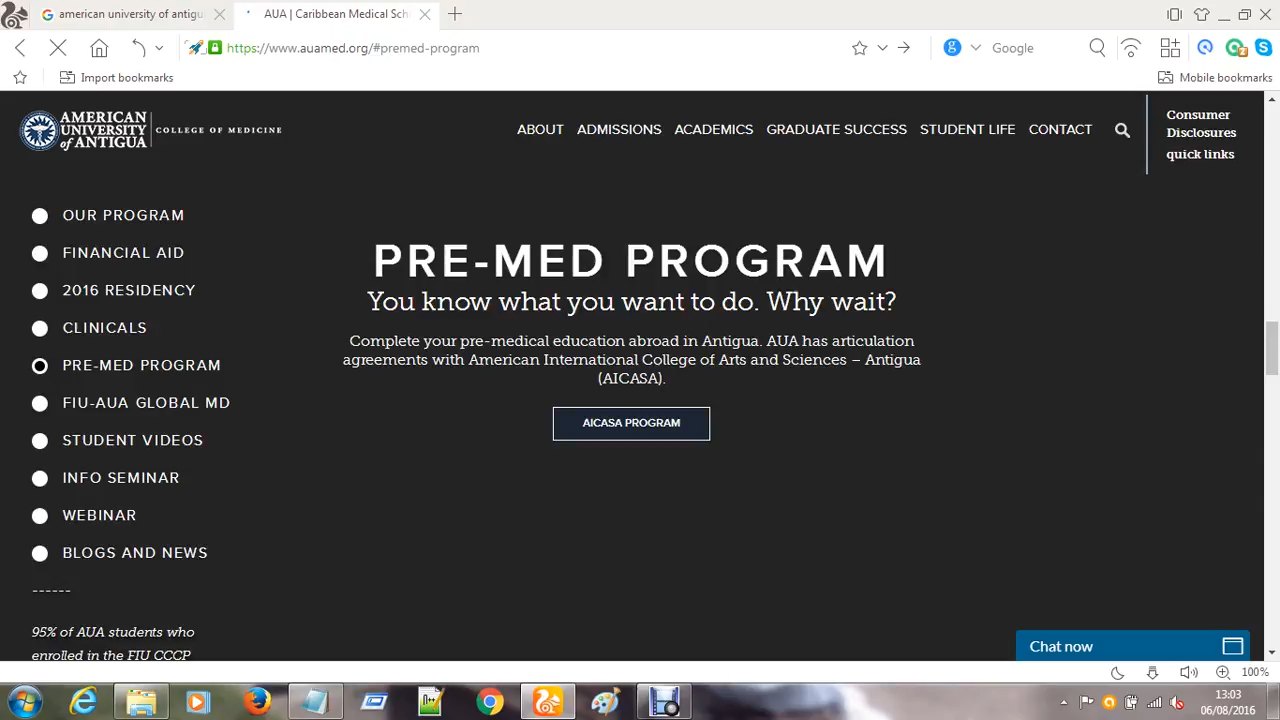 american university of antigu
AUA | Caribbean Medical Sch
https://www.auamed.org/#premed-program
Google
Import bookmarks
Mobile bookmarks
AMERICAN
UNIVERSITY
of ANTIGUA
COLLEGE OF MEDICINE
ABOUT ADMISSIONS ACADEMICS GRADUATE SUCCESS STUDENT LIFE CONTACT
Consumer
Disclosures
quick links
OUR PROGRAM
FINANCIAL AID
2016 RESIDENCY
CLINICALS
PRE-MED PROGRAM
FIU-AUA GLOBAL MD
STUDENT VIDEOS
INFO SEMINAR
WEBINAR
BLOGS AND NEWS
------
95% of AUA students who
enrolled in the FIU CCCP
PRE-MED PROGRAM
You know what you want to do. Why wait?
Complete your pre-medical education abroad in Antigua. AUA has articulation
agreements with American International College of Arts and Sciences – Antigua
(AICASA).
AICASA PROGRAM
Chat now
100%
13:03
06/08/2016